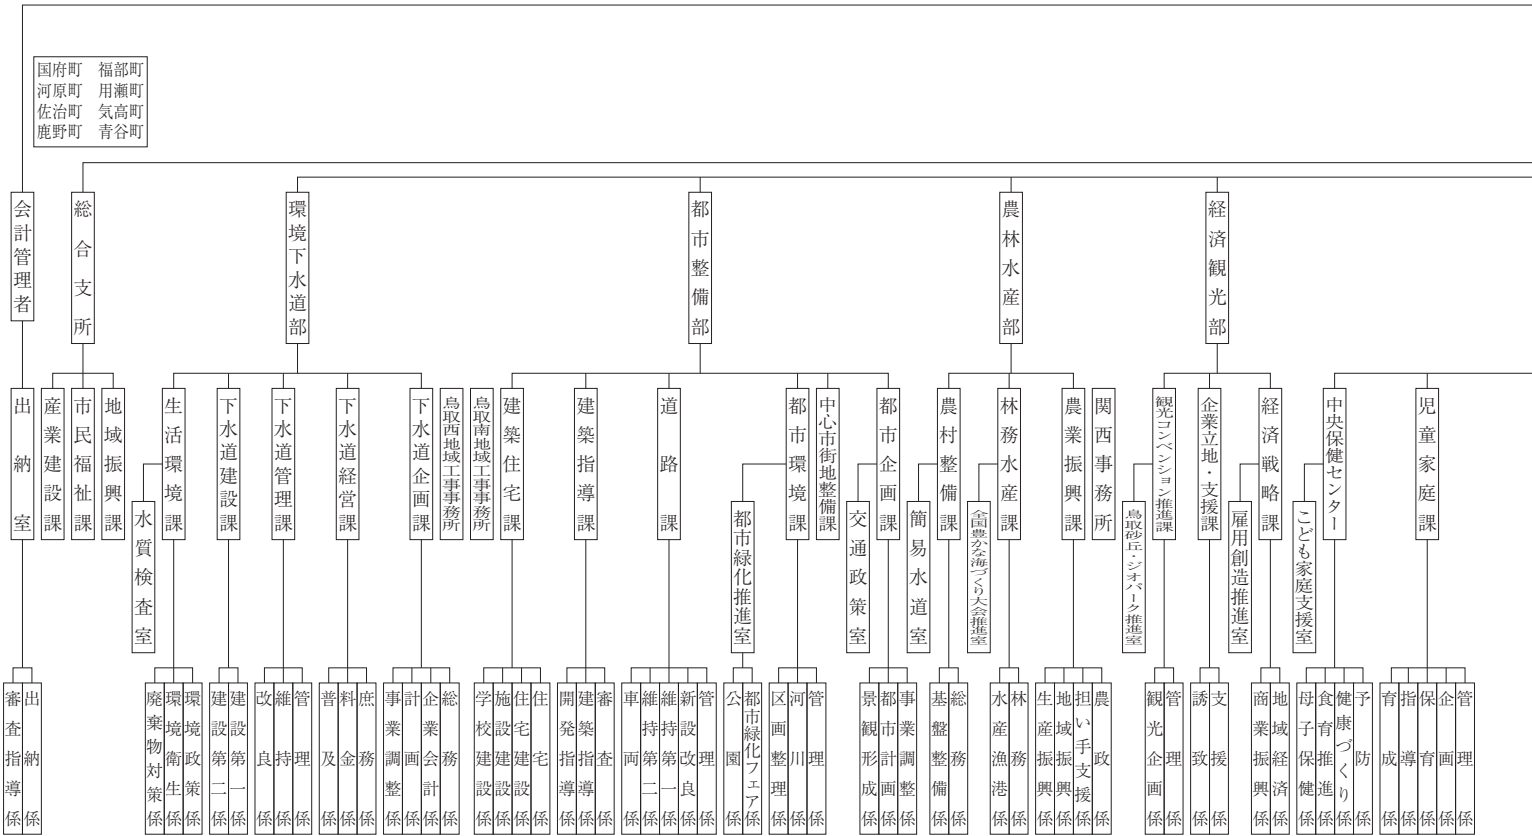 国府町　福部町
河原町　用瀬町
佐治町　気高町
鹿野町　青谷町
経済観光部
農林水産部
都市整備部
環境下水道部
総合支所
会計管理者
児童家庭課
中央保健センター
こども家庭支援室
経済戦略課
雇用創造推進室
企業立地・支援課
観光コンベンション推進課
鳥取砂丘・ジオパーク推進室
関西事務所
農業振興課
林務水産課
全国豊かな海づくり大会推進室
農村整備課
簡易水道室
都市企画課
交通政策室
中心市街地整備課
都市環境課
都市緑化推進室
道路課
建築指導課
建築住宅課
鳥取南地域工事事務所
鳥取西地域工事事務所
下水道企画課
下水道経営課
下水道管理課
下水道建設課
生活環境課
水質検査室
地域振興課
市民福祉課
産業建設課
出納室
管理係
企画係
保育係
指導係
育成係
予防係
健康づくり係
食育推進係
母子保健係
地域経済係
商業振興係
支援係
誘致係
管理係
観光企画係
農政係
担い手支援係
地域振興係
生産振興係
林務係
水産漁港係
総務係
基盤整備係
事業調整係
都市計画係
景観形成係
管理係
河川係
区画整理係
都市緑化フェア係
公園係
管理係
新設改良係
維持第一係
維持第二係
車両係
審査係
建築指導係
開発指導係
住宅係
住宅建設係
施設建設係
学校建設係
総務係
企業会計係
計画係
事業調整係
庶務係
料金係
普及係
管理係
維持係
改良係
建設第一係
建設第二係
環境政策係
環境衛生係
廃棄物対策係
出納係
審査指導係